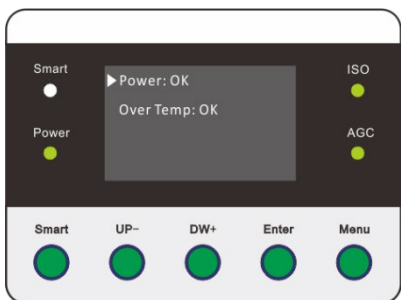 Smart
ISO
Power: OK
Over Temp: OK
Power
AGC
Smart
UP-
DW+
Enter
Menu